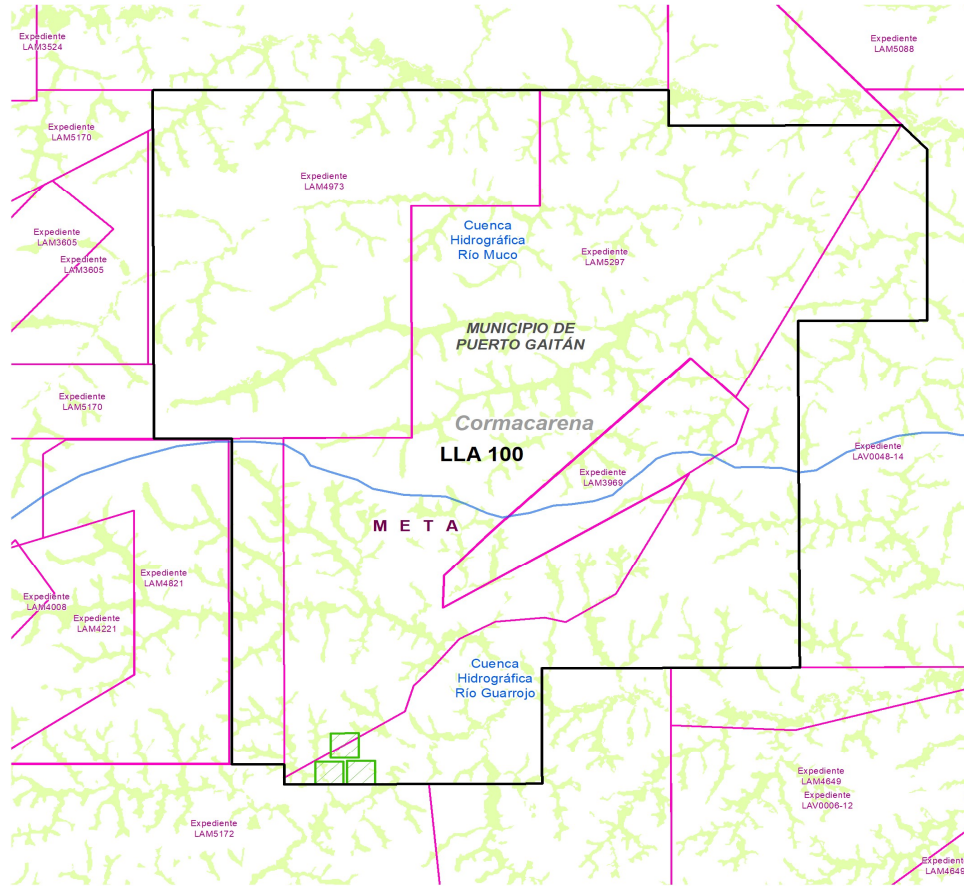 Expediente
LAM3524
Expediente
LAM5088
Expediente
LAM5170
Expediente
LAM4973
Expediente
LAM3605
Expediente
LAM3605
Cuenca
Hidrográfica
Río Muco
Expediente
LAM5297
MUNICIPIO DE
PUERTO GAITÁN
Expediente
LAM5170
Cormacarena
LLA 100
Expediente
LAV0048-14
Expediente
LAM3969
M E T A
Expediente
LAM4821
Expediente
LAM4008
Expediente
LAM4221
Cuenca
Hidrográfica
Río Guarrojo
Expediente
LAM4649
Expediente
LAV0006-12
Expediente
LAM5172
Expediente
LAM4649